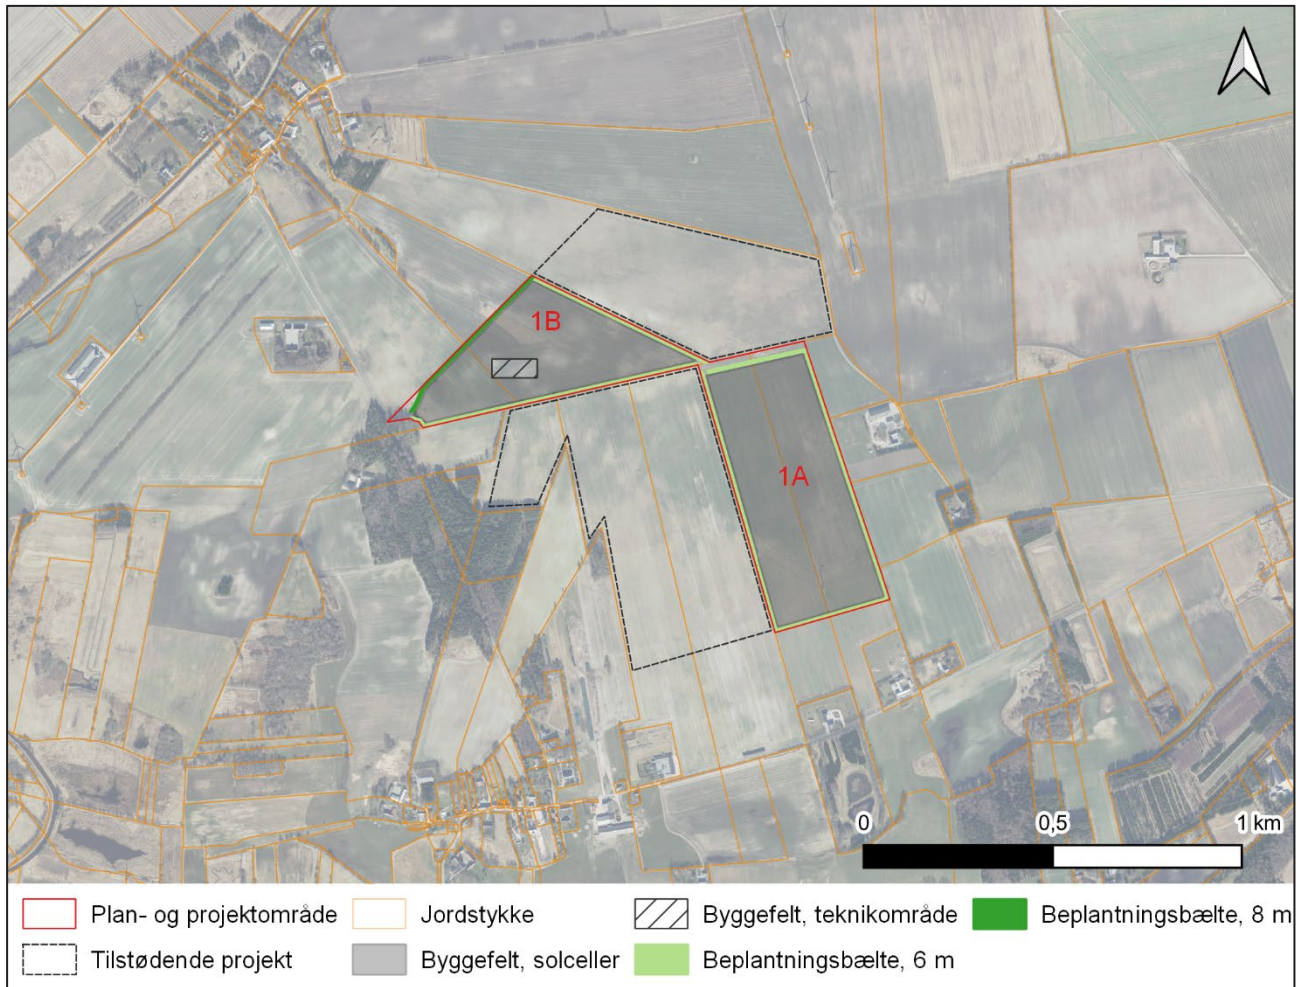 1B
1A
0 0,5 1 km
Plan- og projektområde Jordstykke Byggefelt, teknikområde Beplantningsbælte, 8 m
Tilstødende projekt Byggefelt, solceller Beplantningsbælte, 6 m